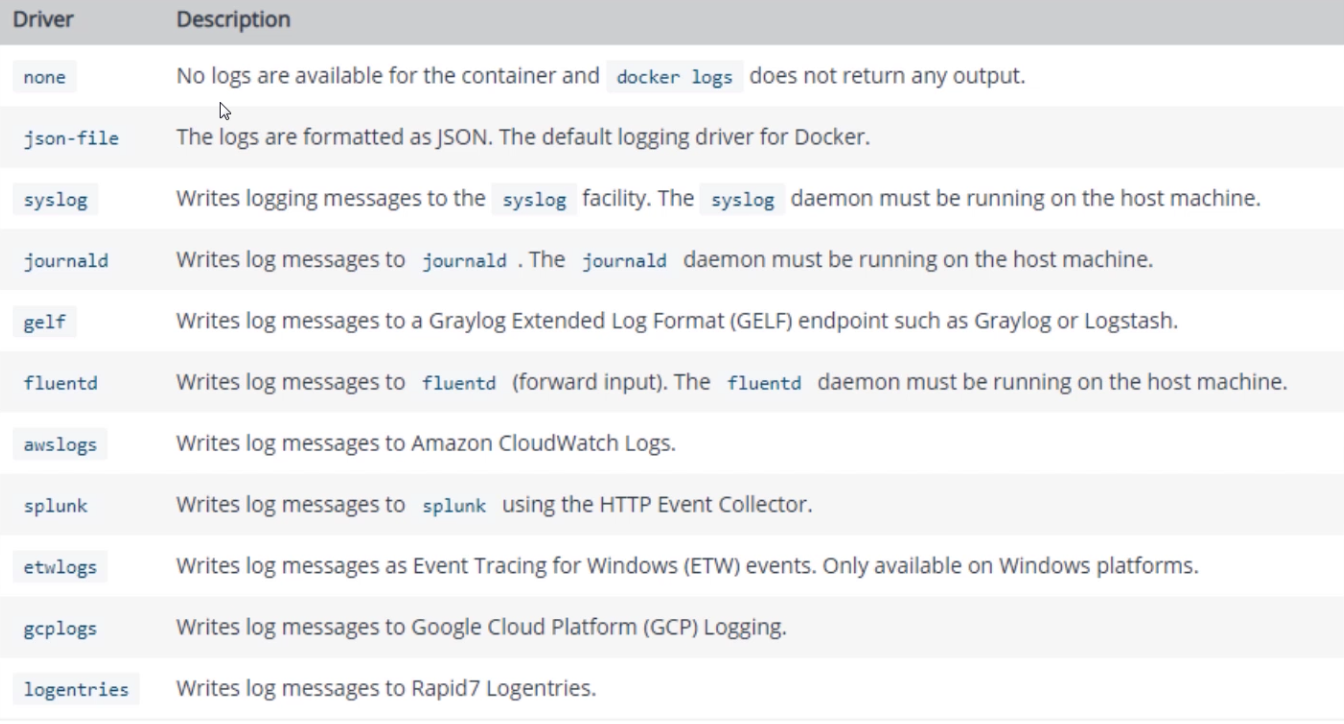 Driver Description
none No logs are available for the container and docker logs does not return any output.
json-file The logs are formatted as JSON. The default logging driver for Docker.
syslog Writes logging messages to the syslog facility. The syslog daemon must be running on the host machine.
journald Writes log messages to journald . The journald daemon must be running on the host machine.
gelf Writes log messages to a Graylog Extended Log Format (GELF) endpoint such as Graylog or Logstash.
fluentd Writes log messages to fluentd (forward input). The fluentd daemon must be running on the host machine.
awslogs Writes log messages to Amazon CloudWatch Logs.
splunk Writes log messages to splunk using the HTTP Event Collector.
etwlogs Writes log messages as Event Tracing for Windows (ETW) events. Only available on Windows platforms.
gcplogs Writes log messages to Google Cloud Platform (GCP) Logging.
logentries Writes log messages to Rapid7 Logentries.